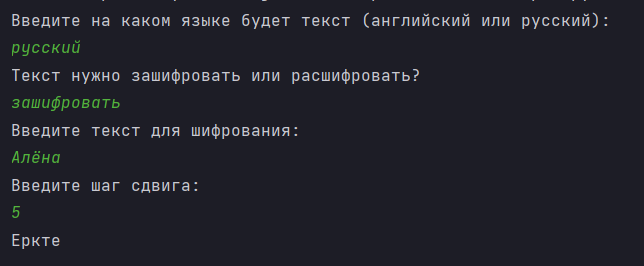 Введите на каком языке будет текст (английский или русский):
русский
Текст нужно зашифровать или расшифровать?
зашифровать
Введите текст для шифрования:
Алёна
Введите шаг сдвига:
5
Еркте